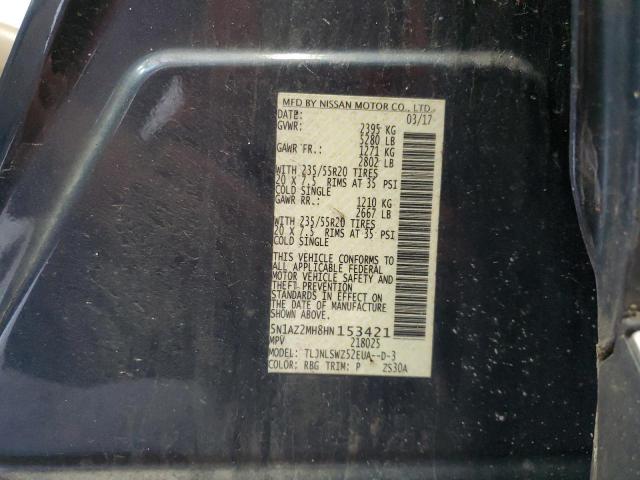 MFD BY NISSAN MOTOR CO., LTD.
DATE: 03/17
GVWR: 2395 KG
5280 LB
GAWR FR.: 1271 KG
2802 LB
WITH 235/55R20 TIRES
20 X 7.5 RIMS AT 35 PSI
COLD SINGLE
GAWR RR.: 1210 KG
2667 LB
WITH 235/55R20 TIRES
20 X 7.5 RIMS AT 35 PSI
COLD SINGLE
THIS VEHICLE CONFORMS TO
ALL APPLICABLE FEDERAL
MOTOR VEHICLE SAFETY AND
THEFT PREVENTION
STANDARDS IN EFFECT ON
THE DATE OF MANUFACTURE
SHOWN ABOVE.
5N1AZ2MH8HN153421
MPV 218025
MODEL: TLJNLSWZ52EUA--D-3
COLOR: RBG TRIM: P 2S30A